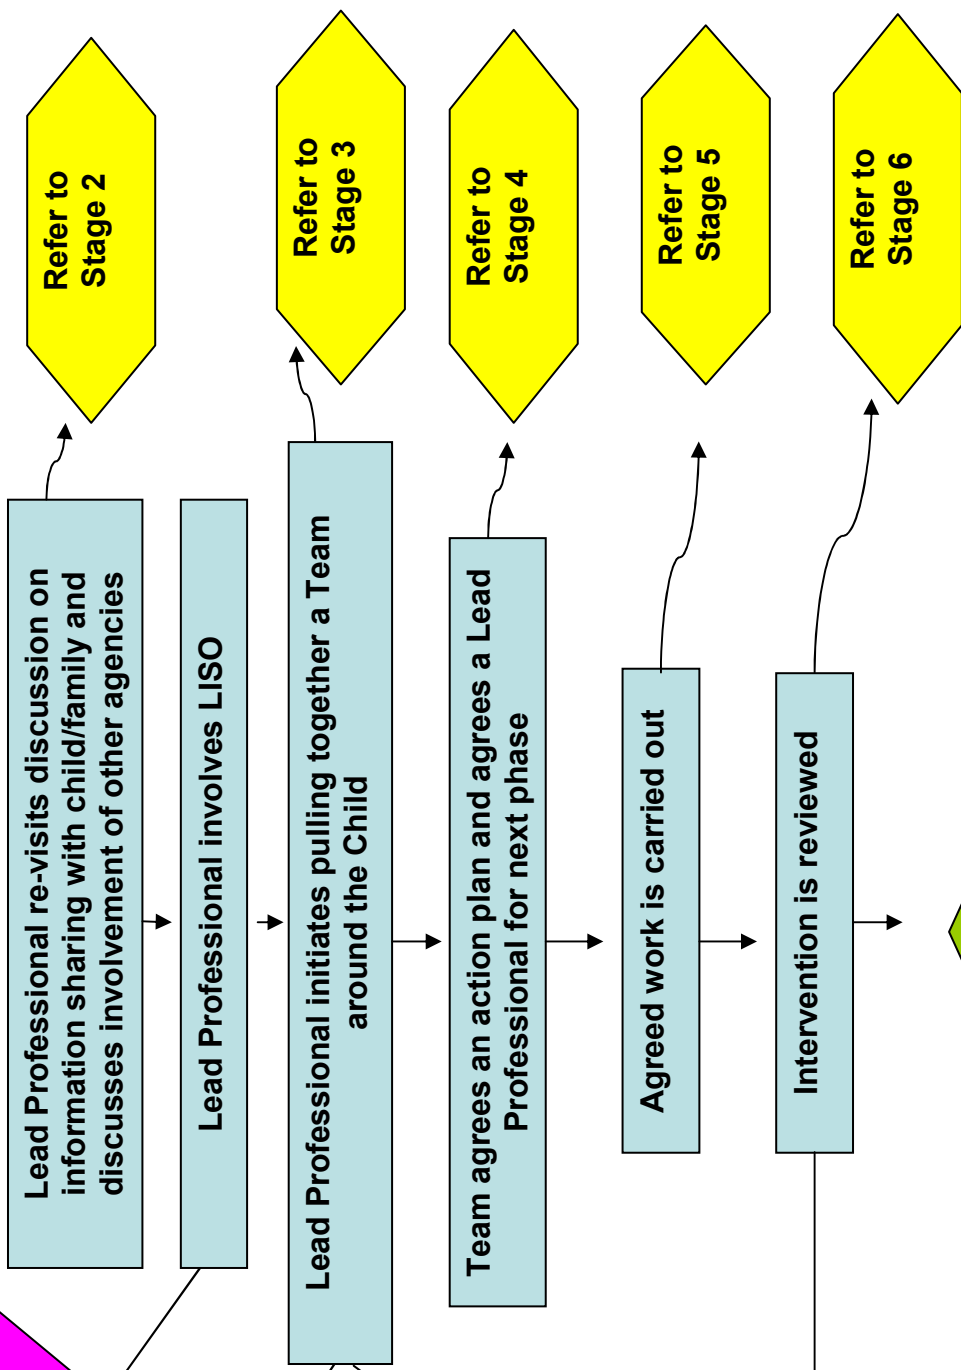 Lead Professional re-visits discussion on
information sharing with child/family and
discusses involvement of other agencies
Refer to
Stage 2
Lead Professional involves LISO
Lead Professional initiates pulling together a Team
around the Child
Refer to
Stage 3
Team agrees an action plan and agrees a Lead
Professional for next phase
Refer to
Stage 4
Agreed work is carried out
Refer to
Stage 5
Intervention is reviewed
Refer to
Stage 6